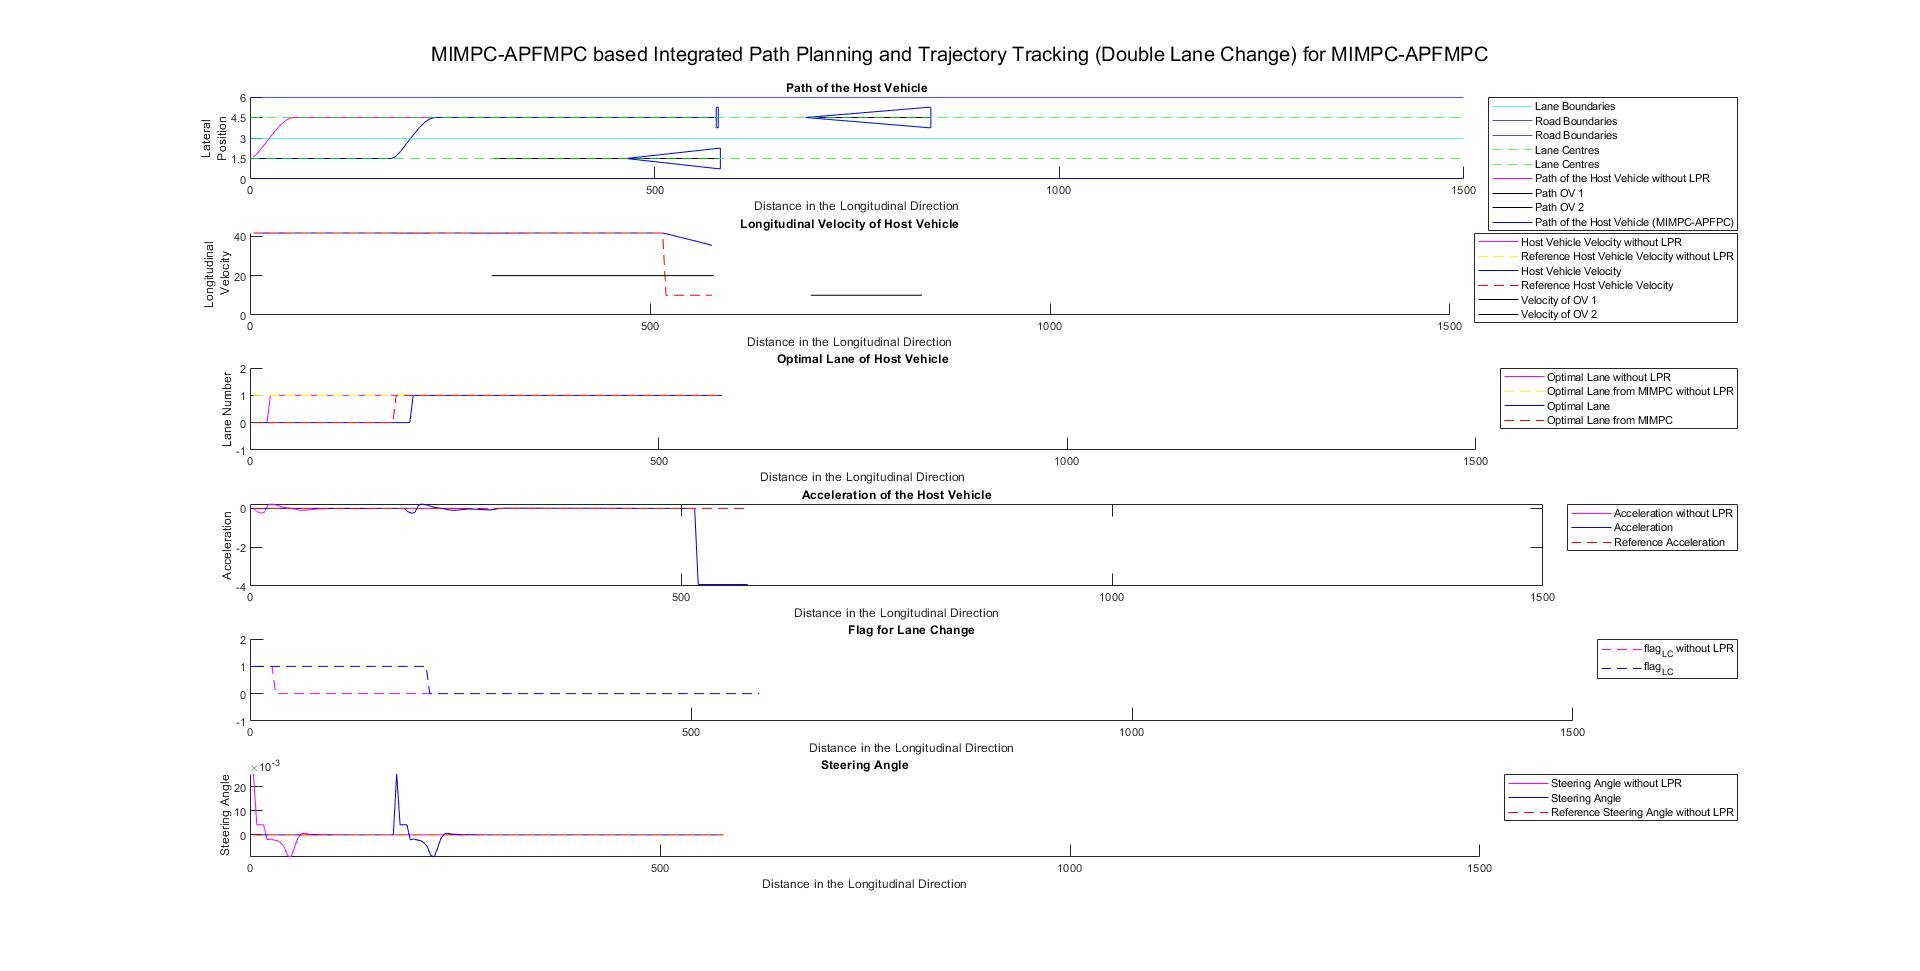 MIMPC-APFMPC based Integrated Path Planning and Trajectory Tracking (Double Lane Change) for MIMPC-APFMPC
Path of the Host Vehicle
Lateral
Position
6
4.5
3
1.5
0
0
500
1000
1500
Distance in the Longitudinal Direction
Lane Boundaries
Road Boundaries
Road Boundaries
Lane Centres
Lane Centres
Path of the Host Vehicle without LPR
Path OV 1
Path OV 2
Path of the Host Vehicle (MIMPC-APFPC)
Longitudinal Velocity of Host Vehicle
Longitudinal
Velocity
40
20
0
0
500
1000
1500
Distance in the Longitudinal Direction
Host Vehicle Velocity without LPR
Reference Host Vehicle Velocity without LPR
Host Vehicle Velocity
Reference Host Vehicle Velocity
Velocity of OV 1
Velocity of OV 2
Optimal Lane of Host Vehicle
Lane Number
2
1
0
-1
0
500
1000
1500
Distance in the Longitudinal Direction
Optimal Lane without LPR
Optimal Lane from MIMPC without LPR
Optimal Lane
Optimal Lane from MIMPC
Acceleration of the Host Vehicle
Acceleration
0
-2
-4
0
500
1000
1500
Distance in the Longitudinal Direction
Acceleration without LPR
Acceleration
Reference Acceleration
Flag for Lane Change
2
1
0
-1
0
500
1000
1500
Distance in the Longitudinal Direction
flag_LC without LPR
flag_LC
Steering Angle
Steering Angle
×10^-3
20
10
0
0
500
1000
1500
Distance in the Longitudinal Direction
Steering Angle without LPR
Steering Angle
Reference Steering Angle without LPR